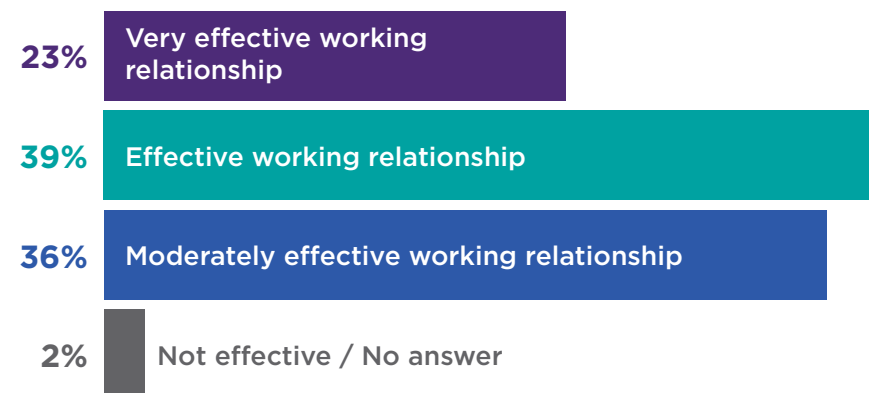 23%
Very effective working
relationship
39%
Effective working relationship
36%
Moderately effective working relationship
2%
Not effective / No answer